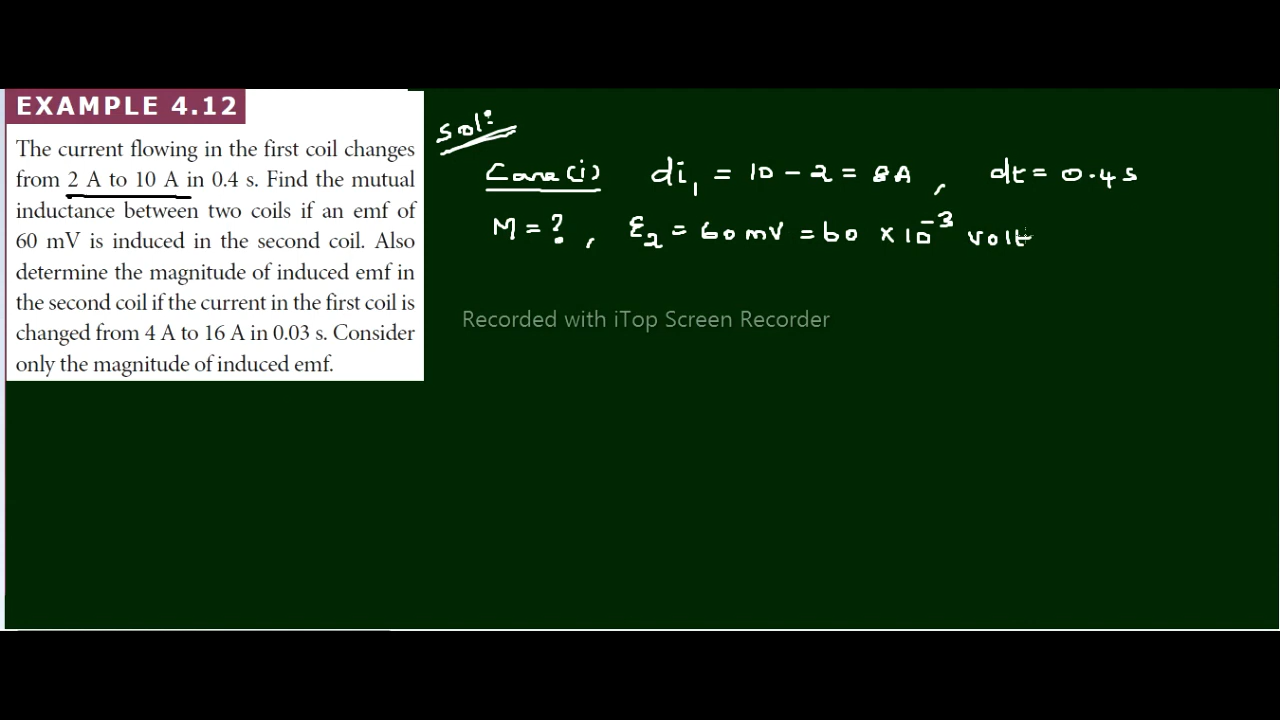 EXAMPLE 4.12
The current flowing in the first coil changes
from 2 A to 10 A in 0.4 s. Find the mutual
inductance between two coils if an emf of
60 mV is induced in the second coil. Also
determine the magnitude of induced emf in
the second coil if the current in the first coil is
changed from 4 A to 16 A in 0.03 s. Consider
only the magnitude of induced emf.
Sol:
Case(i) di₁ = 10 - 2 = 8A, dt = 0.4 s
M = ?, ε₂ = 60 mV = 60 × 10⁻³ volt
Recorded with iTop Screen Recorder